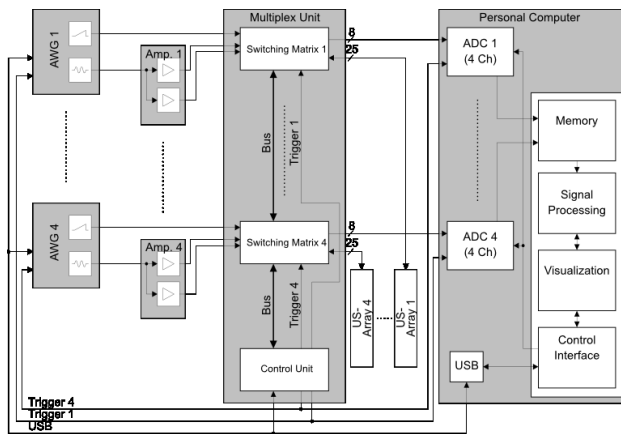 Multiplex Unit
Personal Computer
AWG 1
Amp. 1
Switching Matrix 1
8
25
ADC 1
(4 Ch)
Bus
Trigger 1
Memory
Signal
Processing
AWG 4
Amp. 4
Switching Matrix 4
8
25
ADC 4
(4 Ch)
Visualization
Bus
Trigger 4
US-
Array 4
US-
Array 1
Control Unit
USB
Control
Interface
Trigger 4
Trigger 1
USB